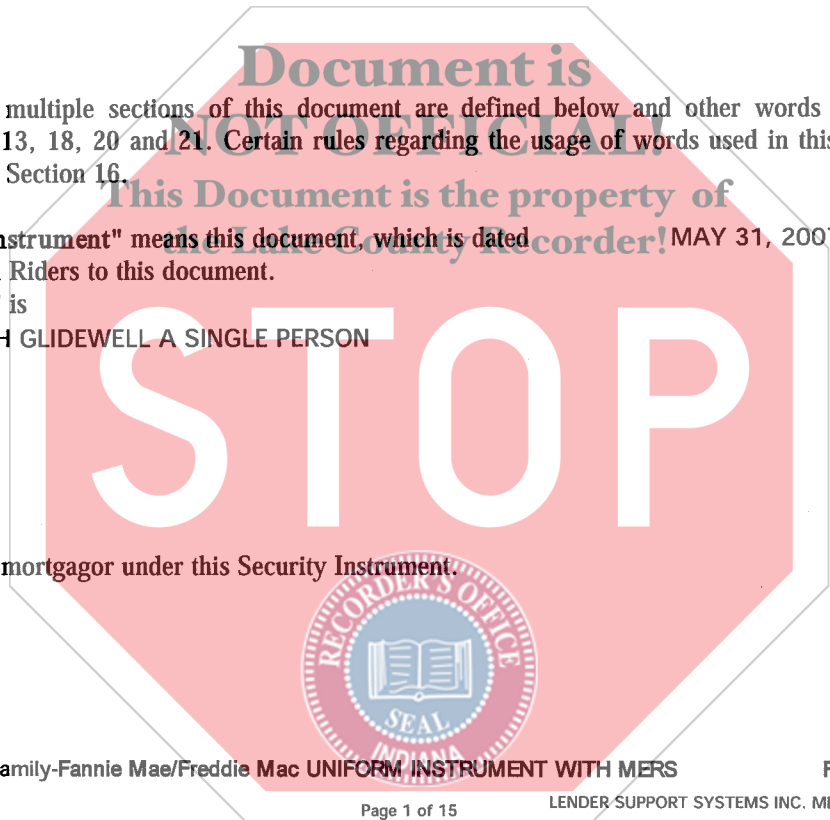 Document is
multiple sections of this document are defined below and other words
NOT OFFICIAL!
13, 18, 20 and 21. Certain rules regarding the usage of words used in this
Section 16.
This Document is the property of
nstrument" means this document, which is dated MAY 31, 200
the Lake County Recorder!
Riders to this document.
is
H GLIDEWELL A SINGLE PERSON
STOP
mortgagor under this Security Instrument.
RECORDER'S OFFICE
SEAL
INDIANA
amily-Fannie Mae/Freddie Mac UNIFORM INSTRUMENT WITH MERS
LENDER SUPPORT SYSTEMS INC.
Page 1 of 15